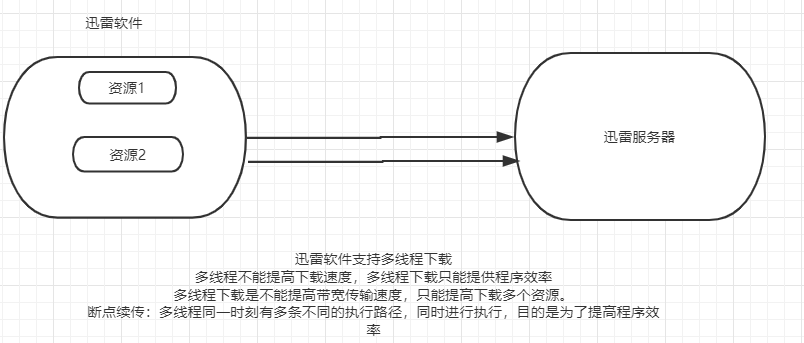 迅雷软件
资源1
资源2
迅雷服务器
迅雷软件支持多线程下载
多线程不能提高下载速度，多线程下载只能提供程序效率
多线程下载是不能提高带宽传输速度，只能提高下载多个资源。
断点续传：多线程同一时刻有多条不同的执行路径，同时进行执行，目的是为了提高程序效
率